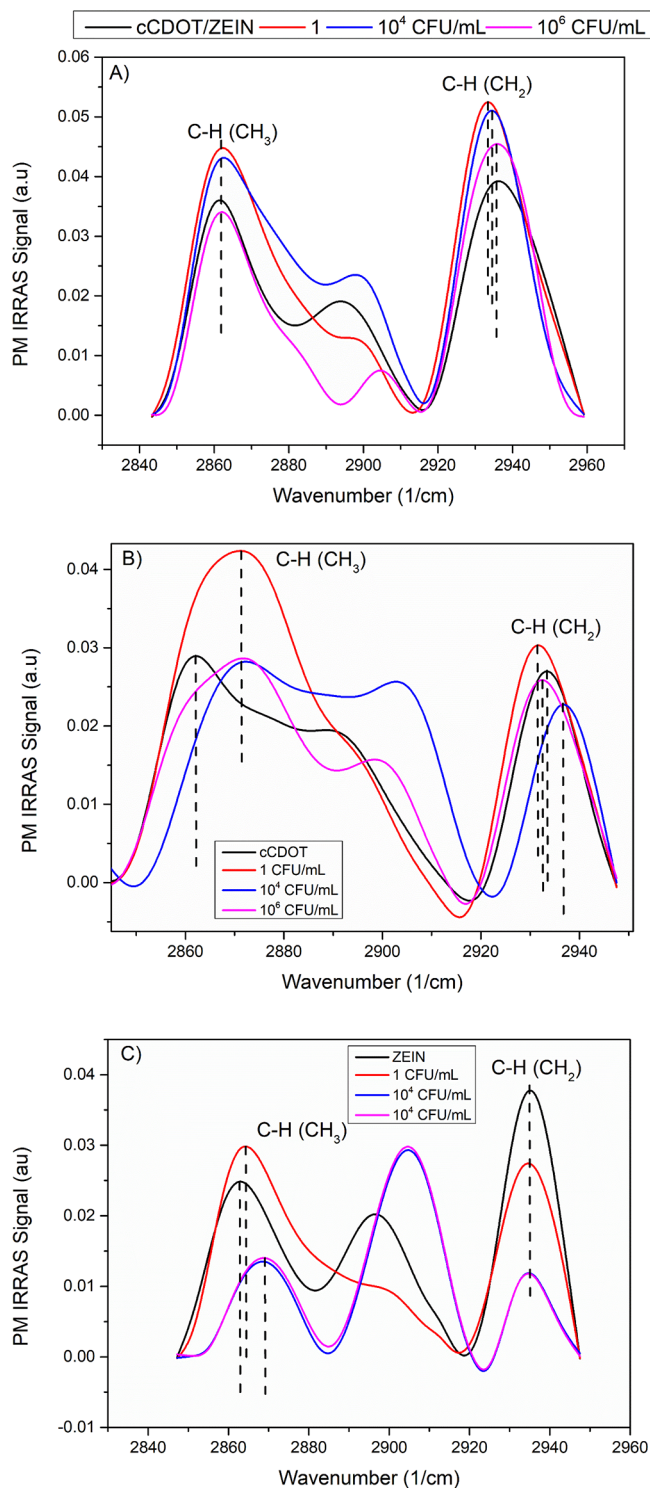 cCDOT/ZEIN 1 10⁴ CFU/mL 10⁶ CFU/mL
A)
C-H (CH₂)
C-H (CH₃)
0.06
0.05
0.04
0.03
0.02
0.01
0.00
PM IRRAS Signal (a.u)
2840 2860 2880 2900 2920 2940 2960
Wavenumber (1/cm)
B)
C-H (CH₃)
C-H (CH₂)
0.04
0.03
0.02
0.01
0.00
PM IRRAS Signal (a.u)
cCDOT
1 CFU/mL
10⁴ CFU/mL
10⁶ CFU/mL
2860 2880 2900 2920 2940
Wavenumber (1/cm)
C)
ZEIN
1 CFU/mL
10⁴ CFU/mL
10⁴ CFU/mL
C-H (CH₂)
C-H (CH₃)
0.04
0.03
0.02
0.01
0.00
-0.01
PM IRRAS Signal (au)
2840 2860 2880 2900 2920 2940 2960
Wavenumber (1/cm)